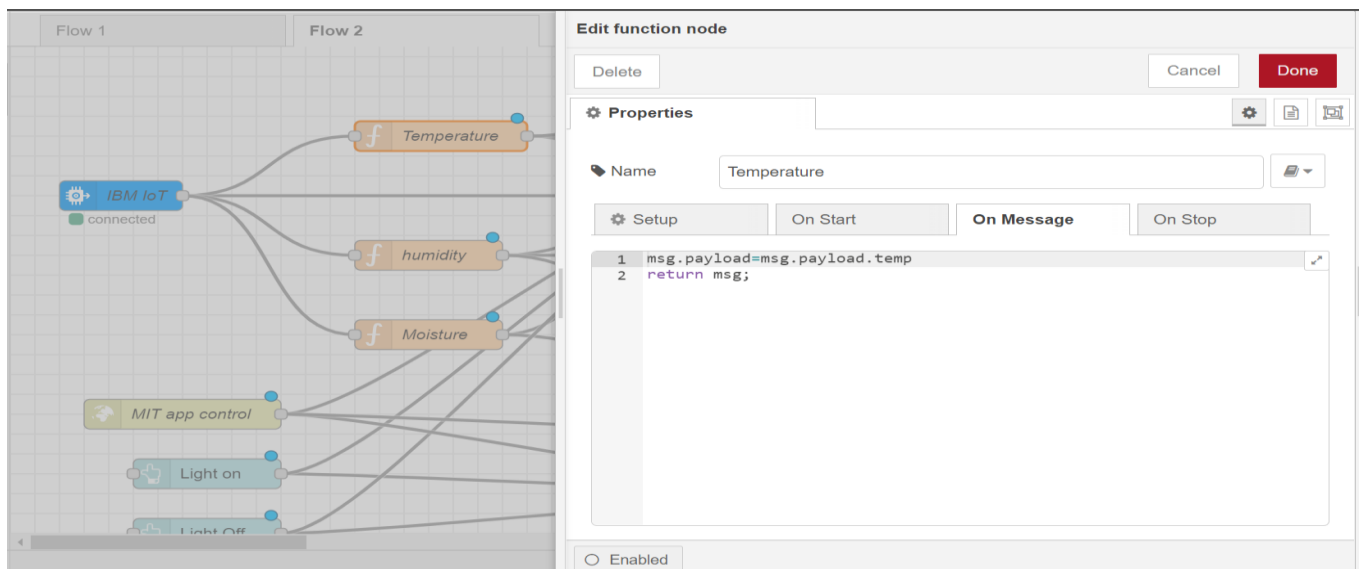 Flow 1
Flow 2
Edit function node
Delete
Cancel
Done
Properties
Temperature
Name
Temperature
IBM IoT
connected
Setup
On Start
On Message
On Stop
humidity
1 msg.payload=msg.payload.temp
2 return msg;
Moisture
MIT app control
Light on
Light Off
Enabled